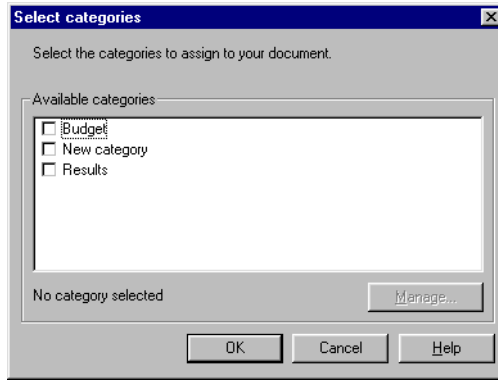 Select categories
Select the categories to assign to your document.
Available categories
Budget
New category
Results
No category selected
Manage...
OK
Cancel
Help